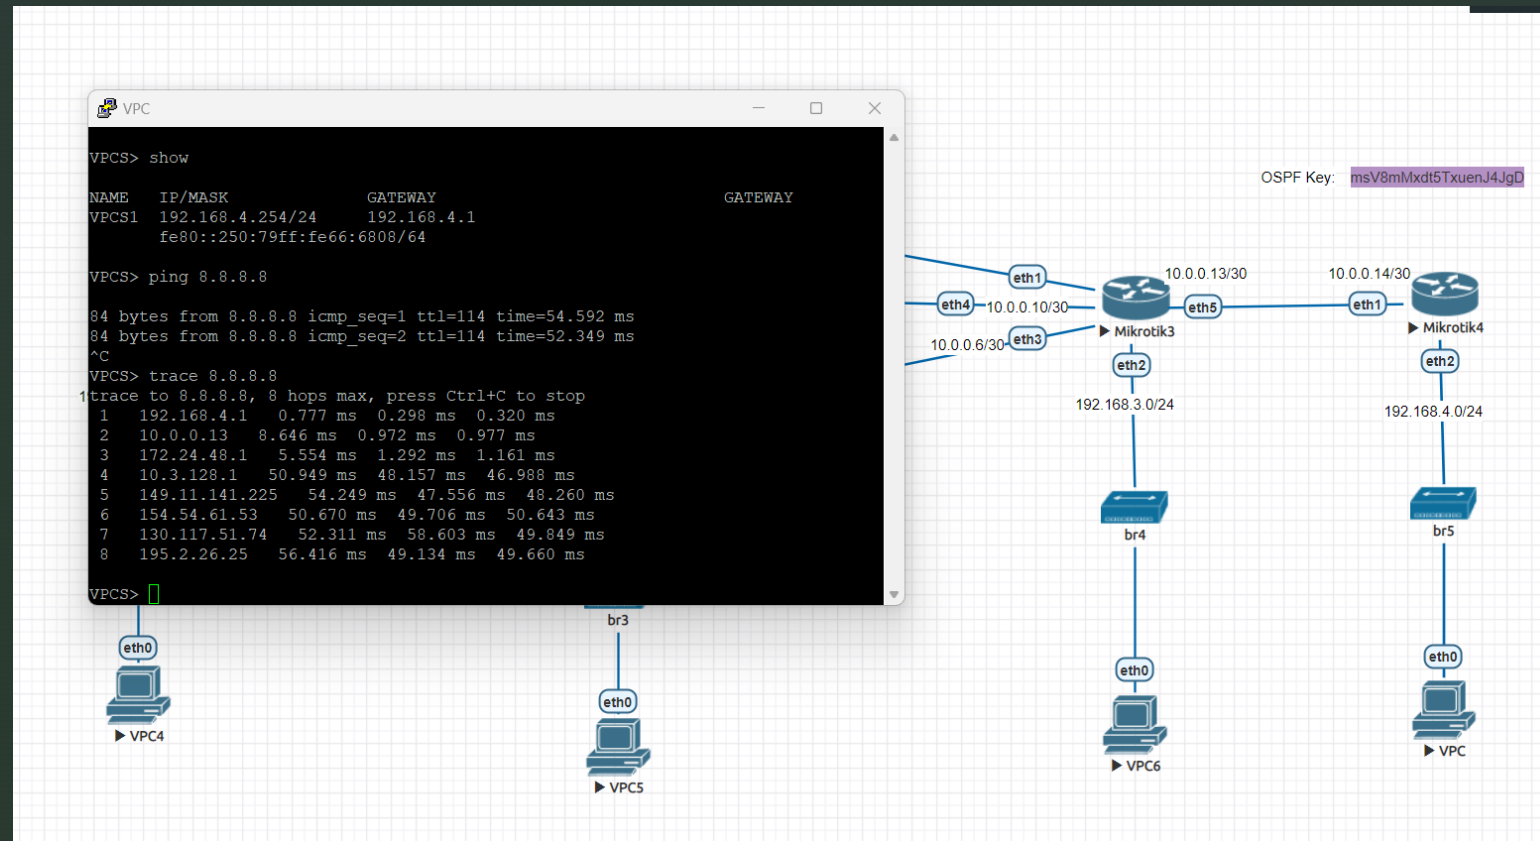 VPC
VPCS> show
NAME IP/MASK GATEWAY GATEWAY
VPCS1 192.168.4.254/24 192.168.4.1
fe80::250:79ff:fe66:6808/64
VPCS> ping 8.8.8.8
84 bytes from 8.8.8.8 icmp_seq=1 ttl=114 time=54.592 ms
84 bytes from 8.8.8.8 icmp_seq=2 ttl=114 time=52.349 ms
^C
VPCS> trace 8.8.8.8
trace to 8.8.8.8, 8 hops max, press Ctrl+C to stop
1 192.168.4.1 0.777 ms 0.298 ms 0.320 ms
2 10.0.0.13 8.646 ms 0.972 ms 0.977 ms
3 172.24.48.1 5.554 ms 1.292 ms 1.161 ms
4 10.3.128.1 50.949 ms 48.157 ms 46.988 ms
5 149.11.141.225 54.249 ms 47.556 ms 48.260 ms
6 154.54.61.53 50.670 ms 49.706 ms 50.643 ms
7 130.117.51.74 52.311 ms 58.603 ms 49.849 ms
8 195.2.26.25 56.416 ms 49.134 ms 49.660 ms
VPCS>
OSPF Key: msV8mMxdt5TxuenJ4JgD
eth1
10.0.0.13/30
10.0.0.14/30
eth4
10.0.0.10/30
eth5
eth1
Mikrotik3
Mikrotik4
10.0.0.6/30
eth3
eth2
eth2
192.168.3.0/24
192.168.4.0/24
br4
br5
br3
eth0
VPC4
eth0
VPC5
eth0
VPC6
eth0
VPC